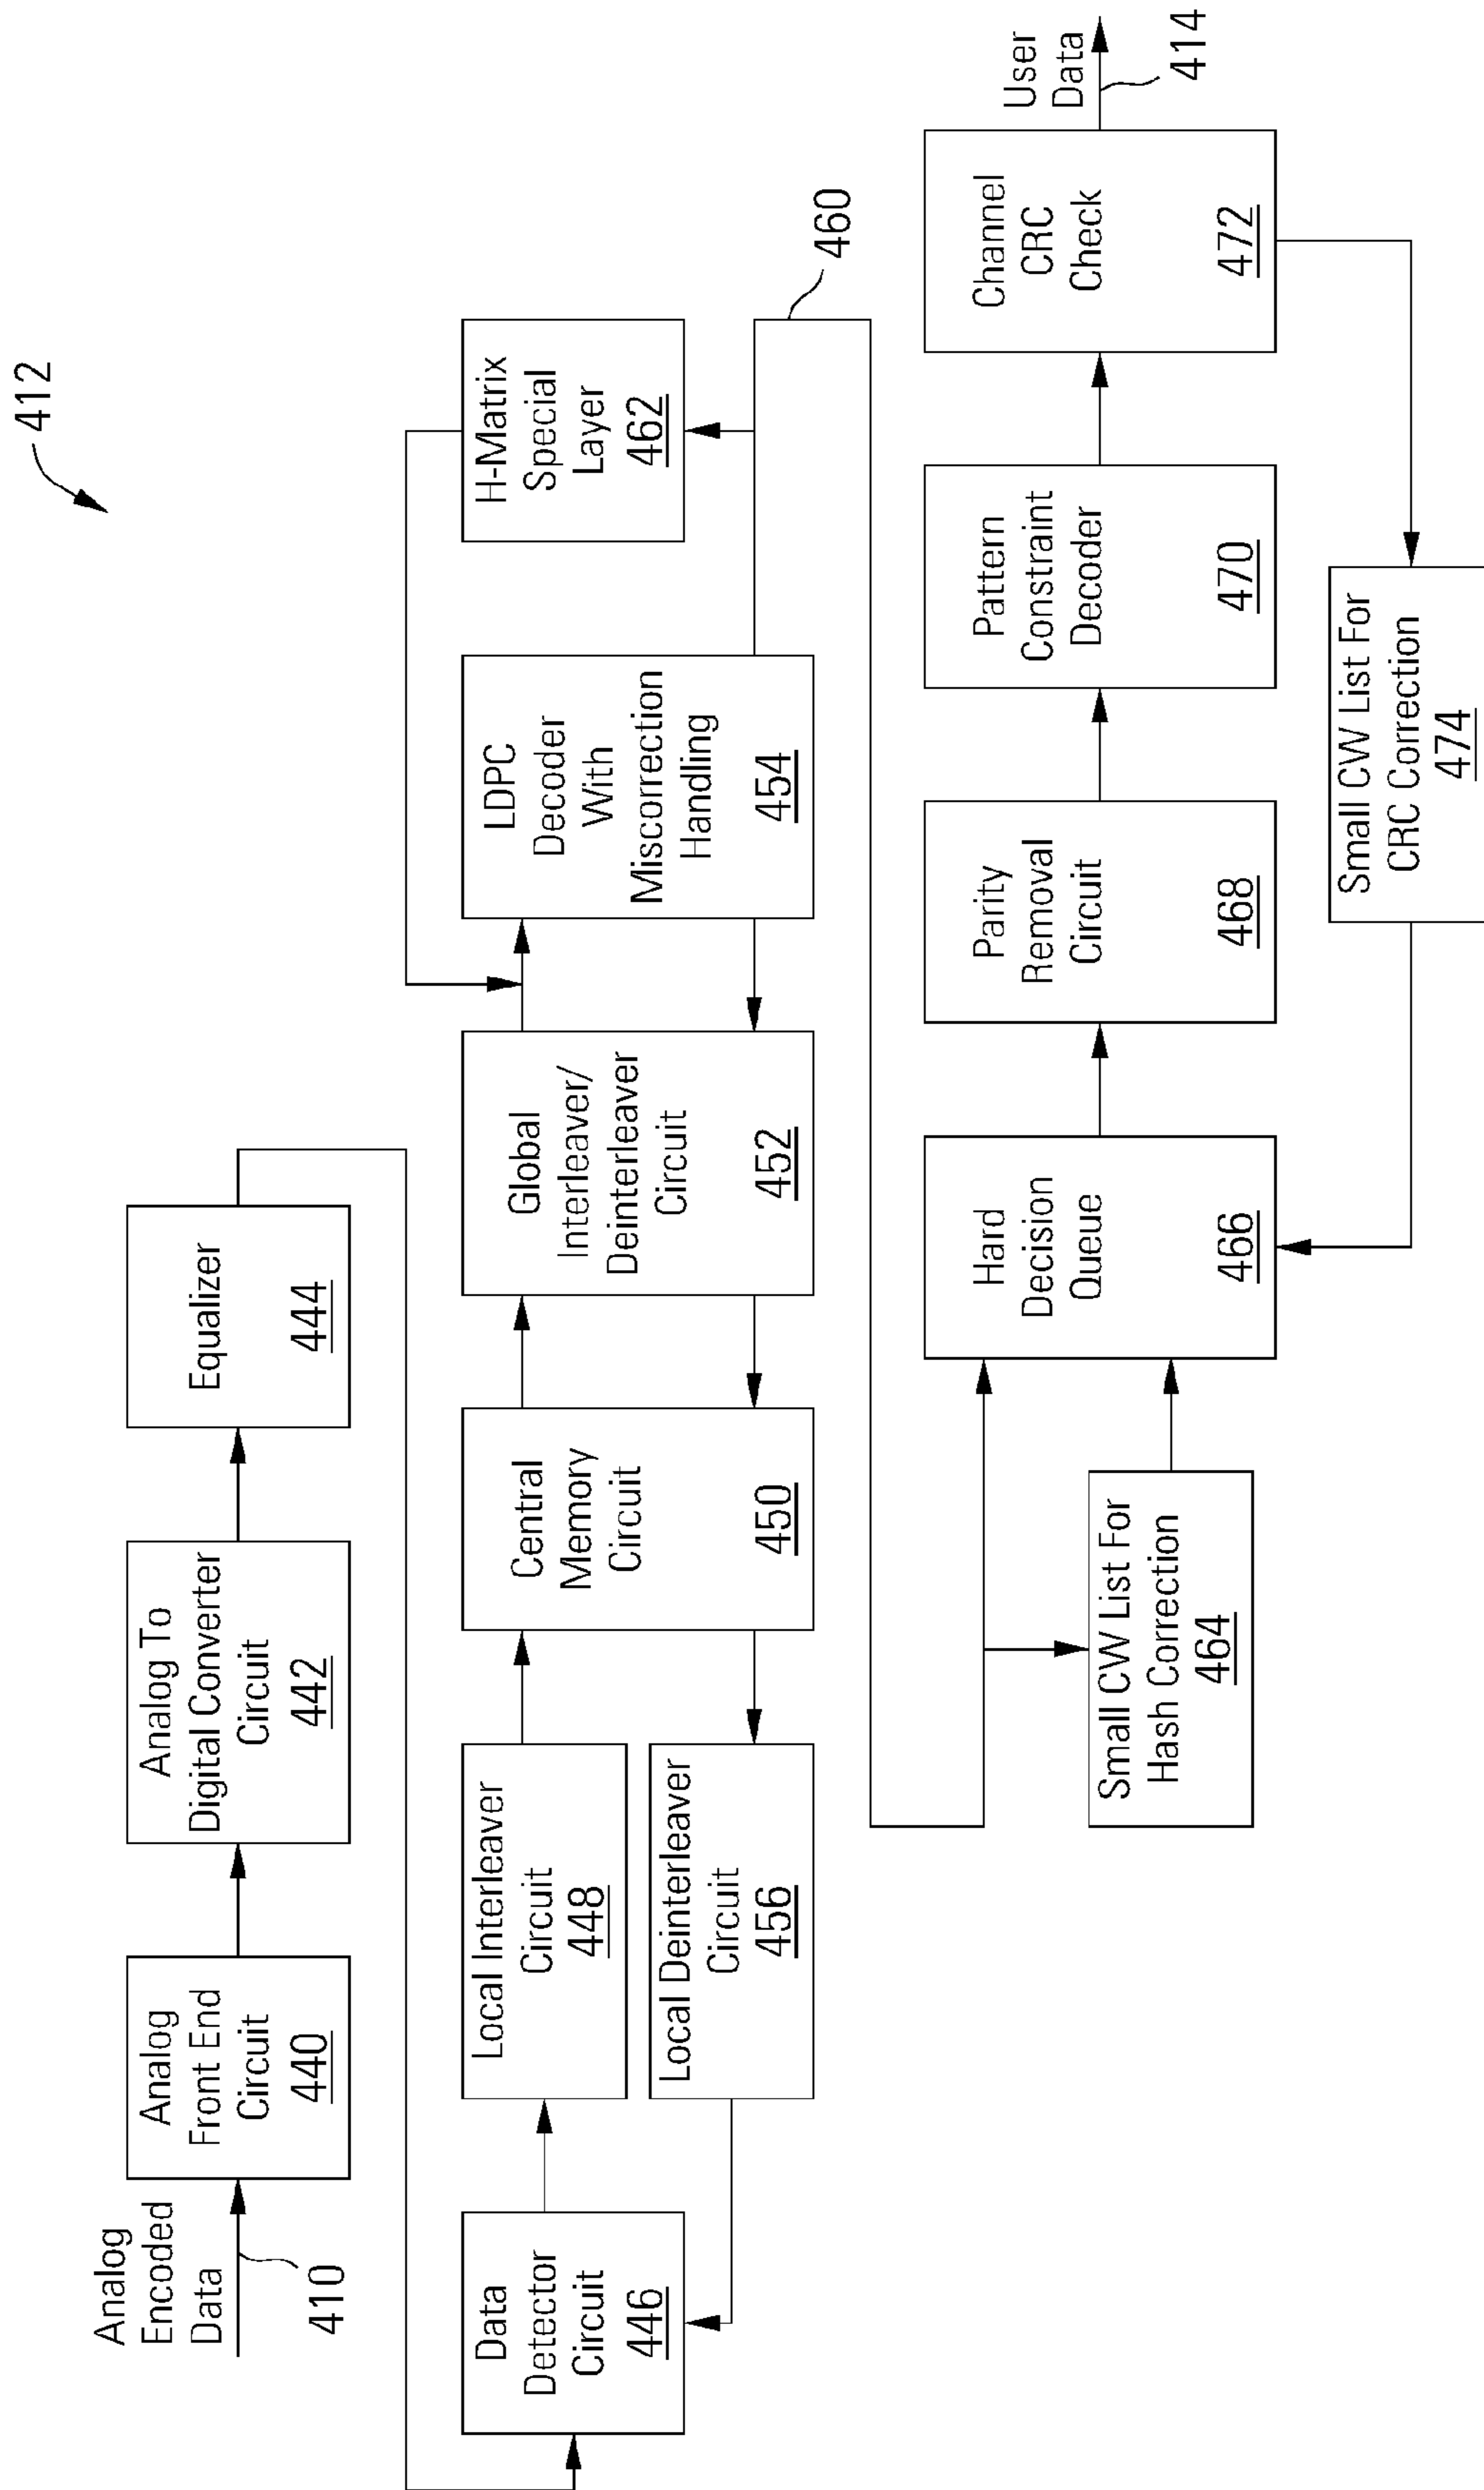 412
Analog
Encoded
Data
410
Analog
Front End
Circuit
440
Analog To
Digital Converter
Circuit
442
Equalizer
444
Data
Detector
Circuit
446
Local Interleaver
Circuit
448
Local Deinterleaver
Circuit
456
Central
Memory
Circuit
450
Global
Interleaver/
Deinterleaver
Circuit
452
LDPC
Decoder
With
Miscorrection
Handling
454
H-Matrix
Special
Layer
462
460
Small CW List For
Hash Correction
464
Hard
Decision
Queue
466
Parity
Removal
Circuit
468
Pattern
Constraint
Decoder
470
Channel
CRC
Check
472
User
Data
414
Small CW List For
CRC Correction
474